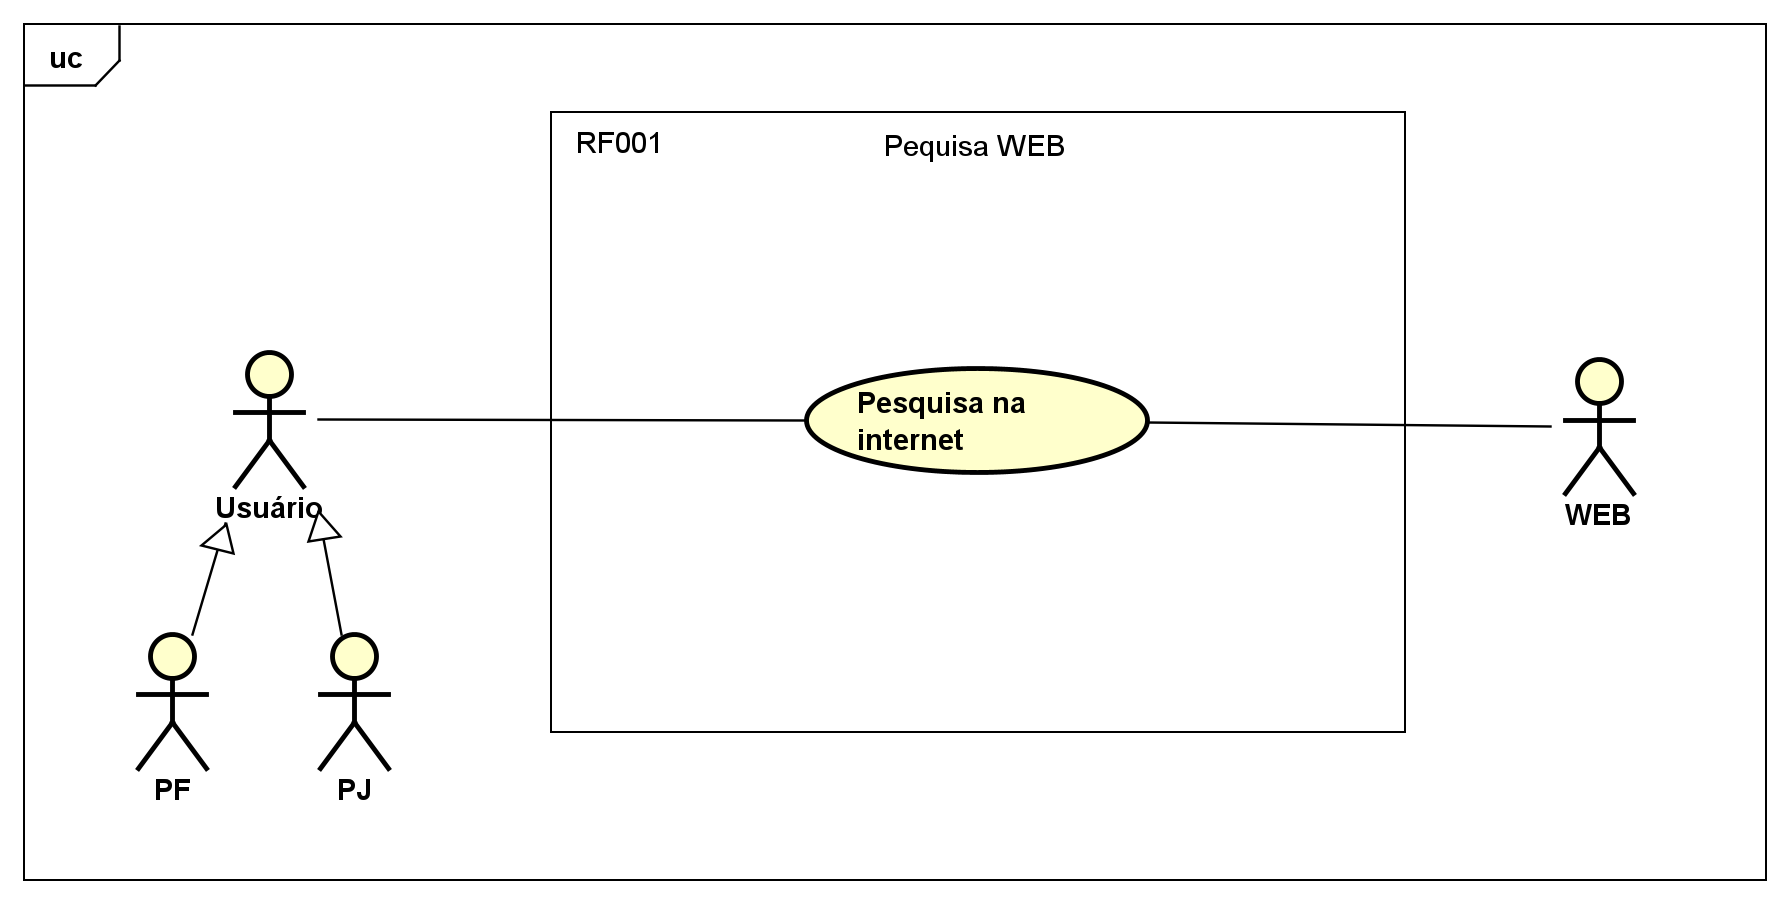 uc
RF001
Pequisa WEB
Pesquisa na
internet
Usuário
WEB
PF
PJ